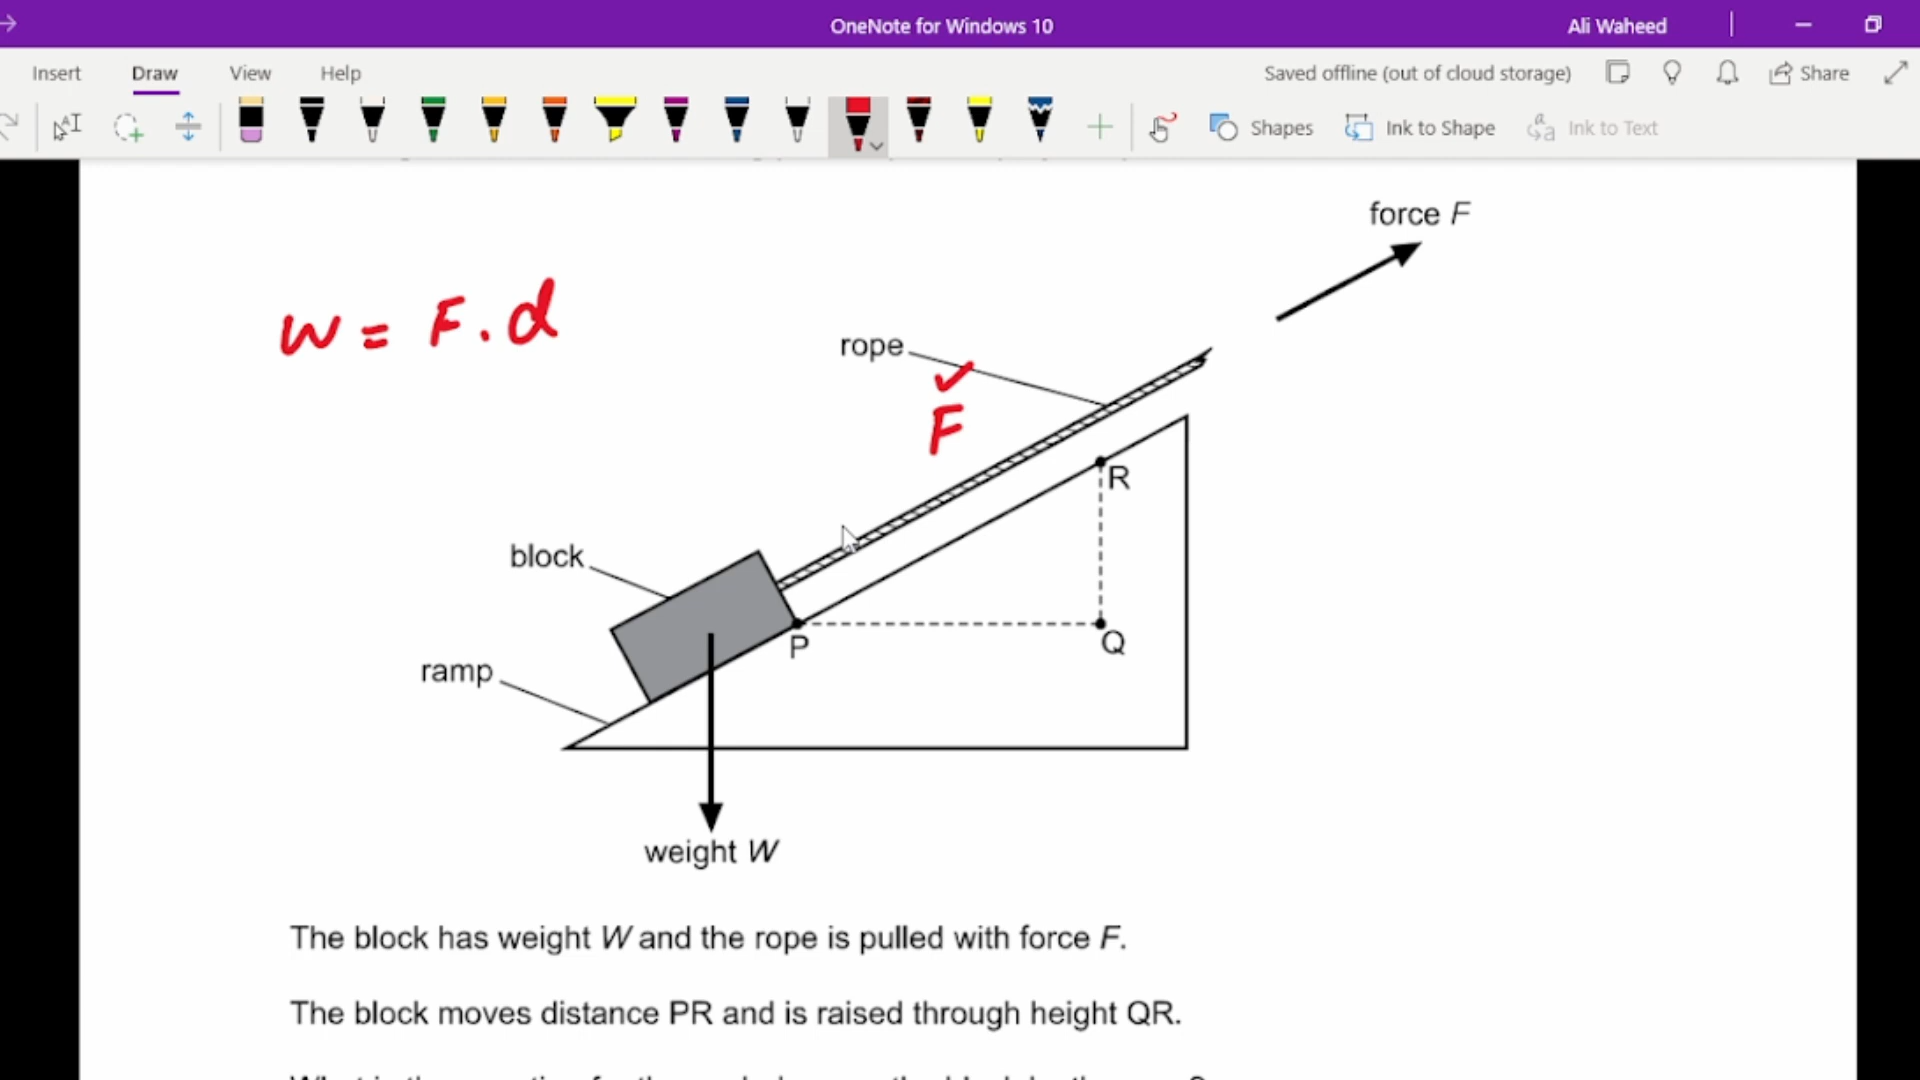 OneNote for Windows 10
Ali Waheed
Insert Draw View Help
Saved offline (out of cloud storage)
Share
Shapes
Ink to Shape
Ink to Text
force F
W = F.d
rope
F
R
block
P
Q
ramp
weight W
The block has weight W and the rope is pulled with force F.
The block moves distance PR and is raised through height QR.